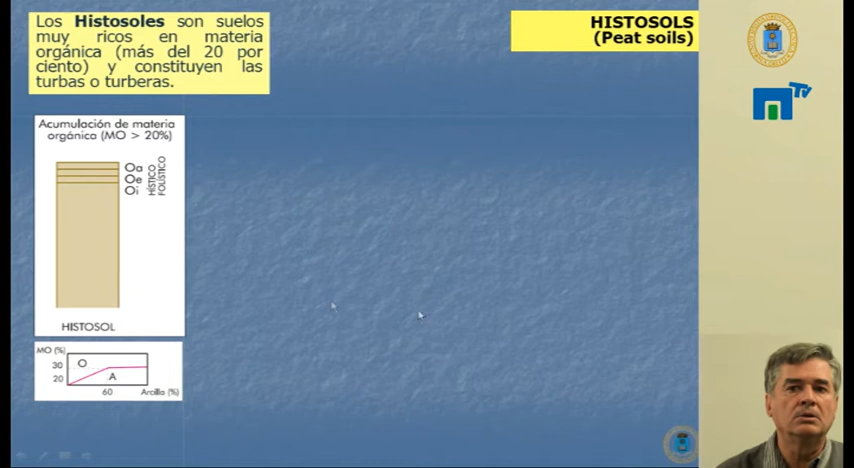 Los Histosoles son suelos
muy ricos en materia
orgánica (más del 20 por
ciento) y constituyen las
turbas o turberas.
HISTOSOLS
(Peat soils)
TV
Acumulación de materia
orgánica (MO > 20%)
Oa
Oe
Oi
HÍSTICO
FOLÍSTICO
HISTOSOL
MO (%)
30
20
O
A
60
Arcilla (%)